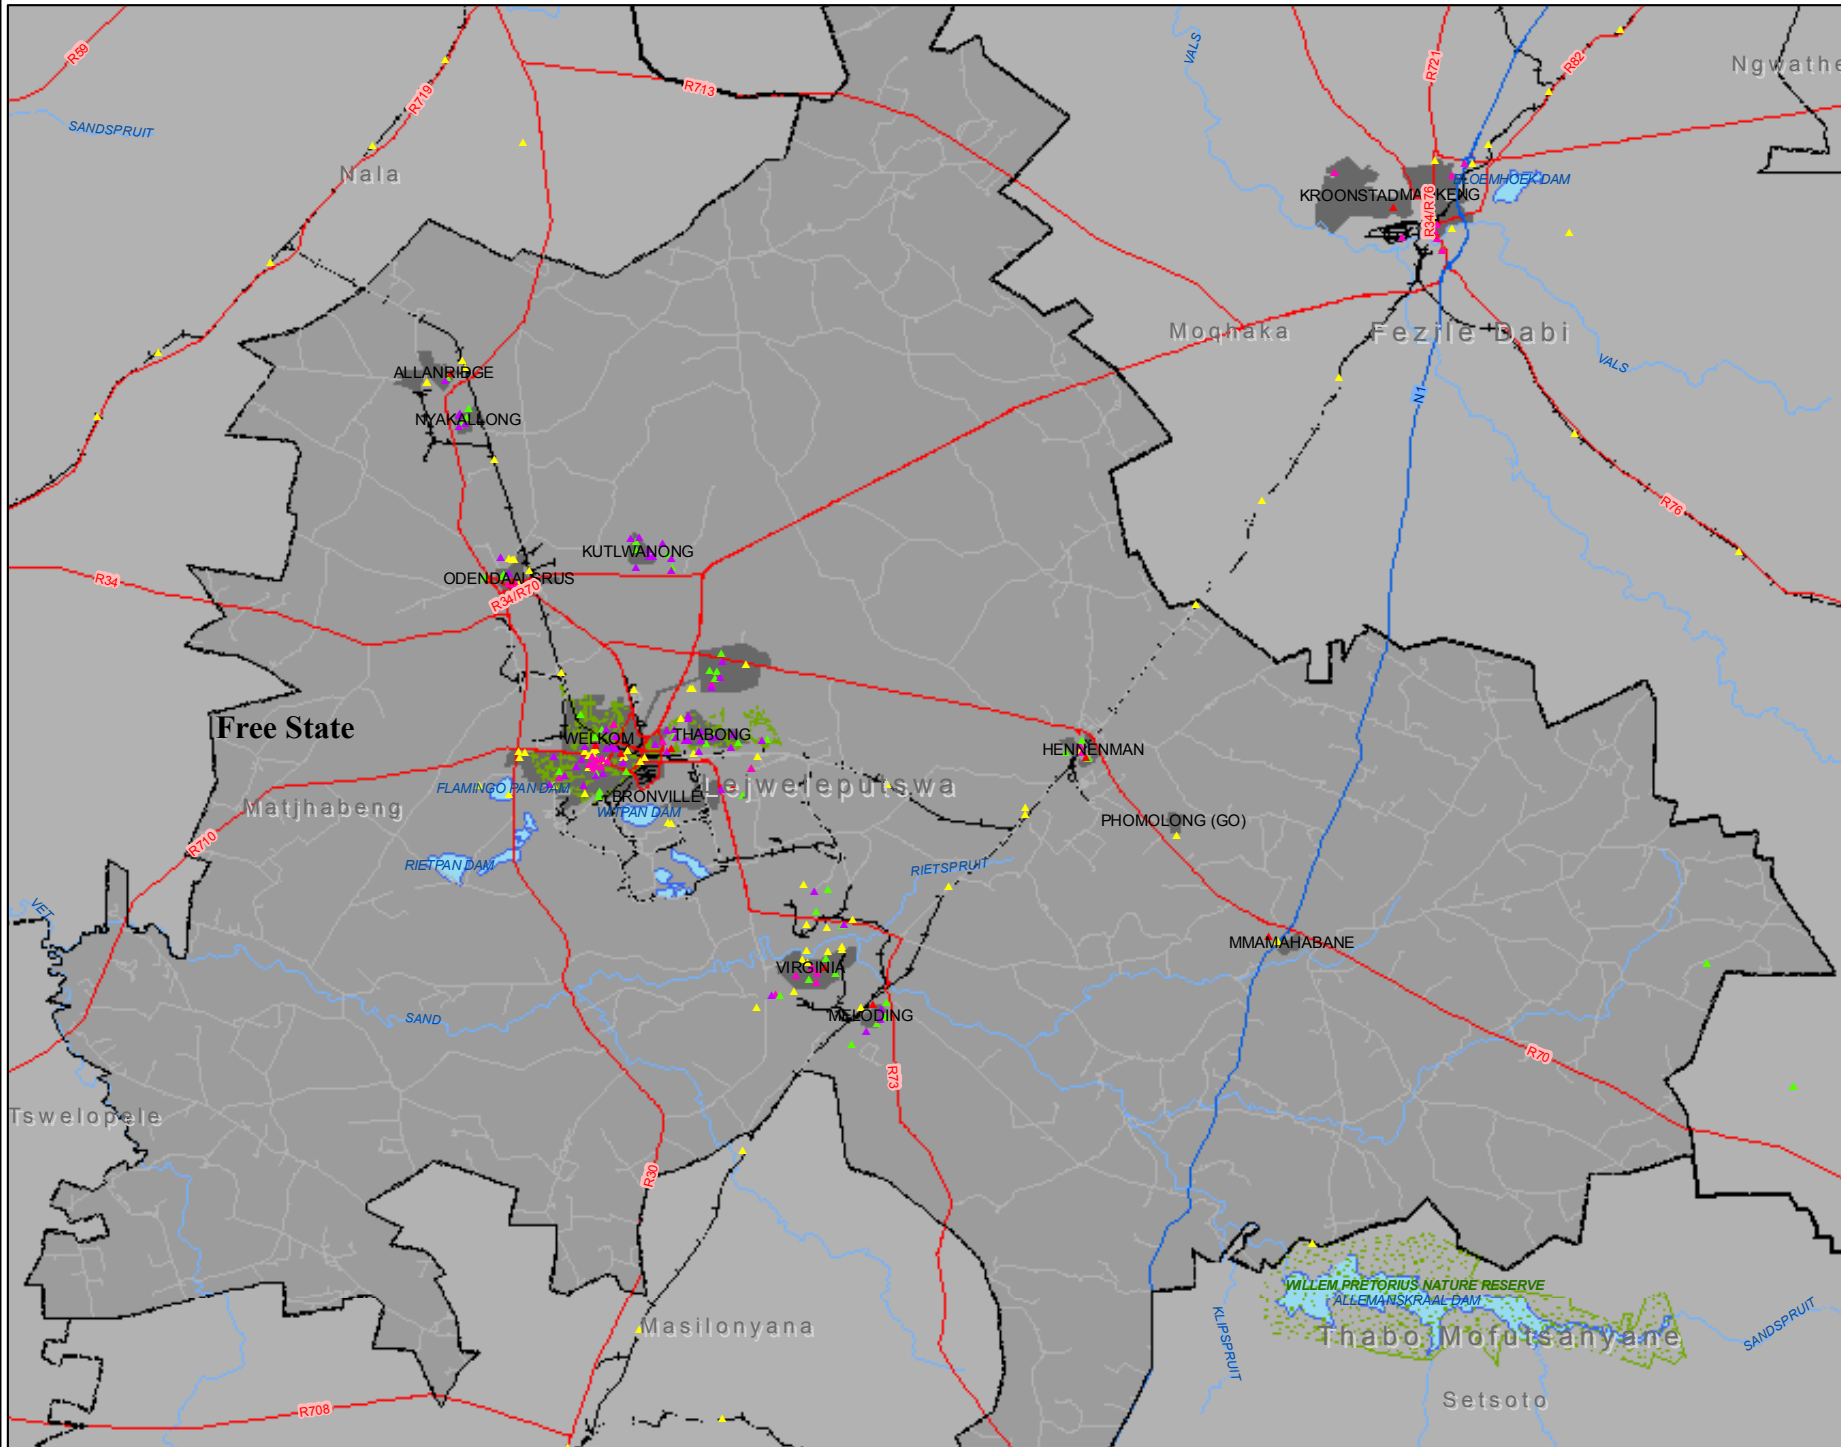 R59
R719
SANDSPRUIT
Nala
R713
VALS
R721
R82
Ngwathe
BLOEMHOEK DAM
KROONSTAD
R34/R76
Moqhaka
Fezile Dabi
VALS
N1
ALLANRIDGE
NYAKALLONG
R76
KUTLWANONG
ODENDAALSRUS
R34
R34/R70
Free State
WELKOM
THABONG
HENNENMAN
Lejweleputswa
FLAMINGO PAN DAM
BRONVILLE
WITPAN DAM
Matjhabeng
PHOMOLONG (GO)
R710
RIETPAN DAM
RIETSPRUIT
VET
MMAMAHABANE
VIRGINIA
SAND
MELODING
R70
R73
Tswelopele
R30
WILLEM PRETORIUS NATURE RESERVE
ALLEMANSKRAAL DAM
KLIPSPRUIT
SANDSPRUIT
Masilonyana
Thabo Mofutsanyane
Setsoto
R708